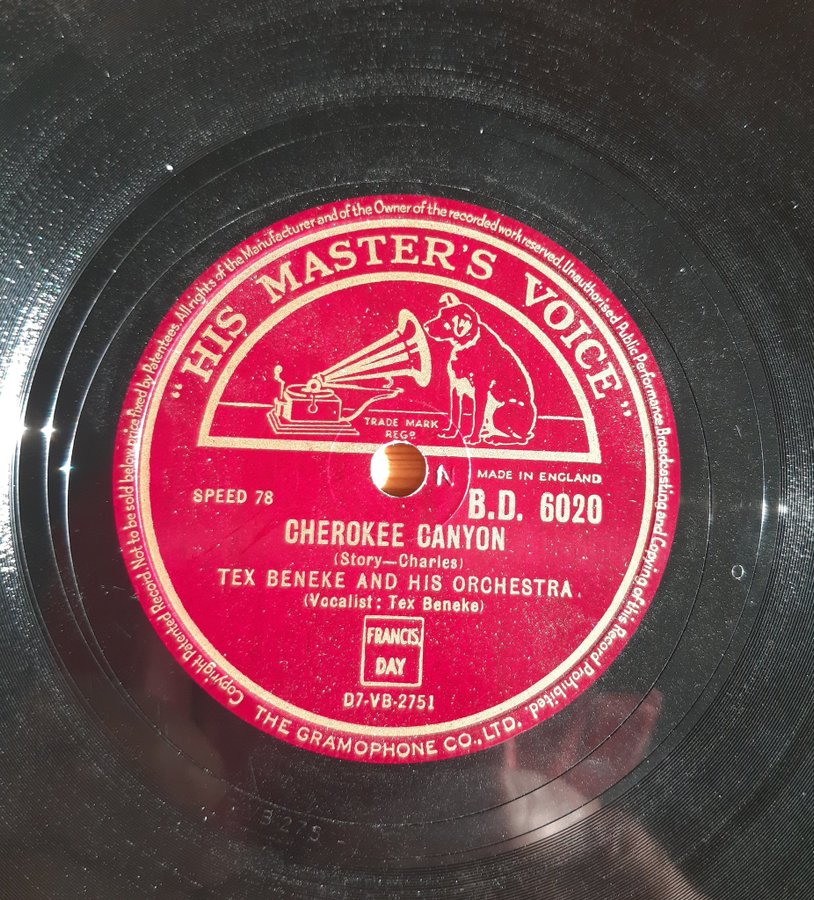 Copyright Patented Record Not to be sold below price fixed by Patentees. All rights of the Manufacturer and of the Owner of the recorded work reserved. Unauthorised Public Performance Broadcasting and Copying of this Record Prohibited.
"HIS MASTER'S VOICE"
TRADE MARK
REGD.
N
MADE IN ENGLAND
SPEED 78
B.D. 6020
CHEROKEE CANYON
(Story—Charles)
TEX BENEKE AND HIS ORCHESTRA.
(Vocalist: Tex Beneke)
FRANCIS,
DAY
D7-VB-2751
THE GRAMOPHONE CO., LTD.